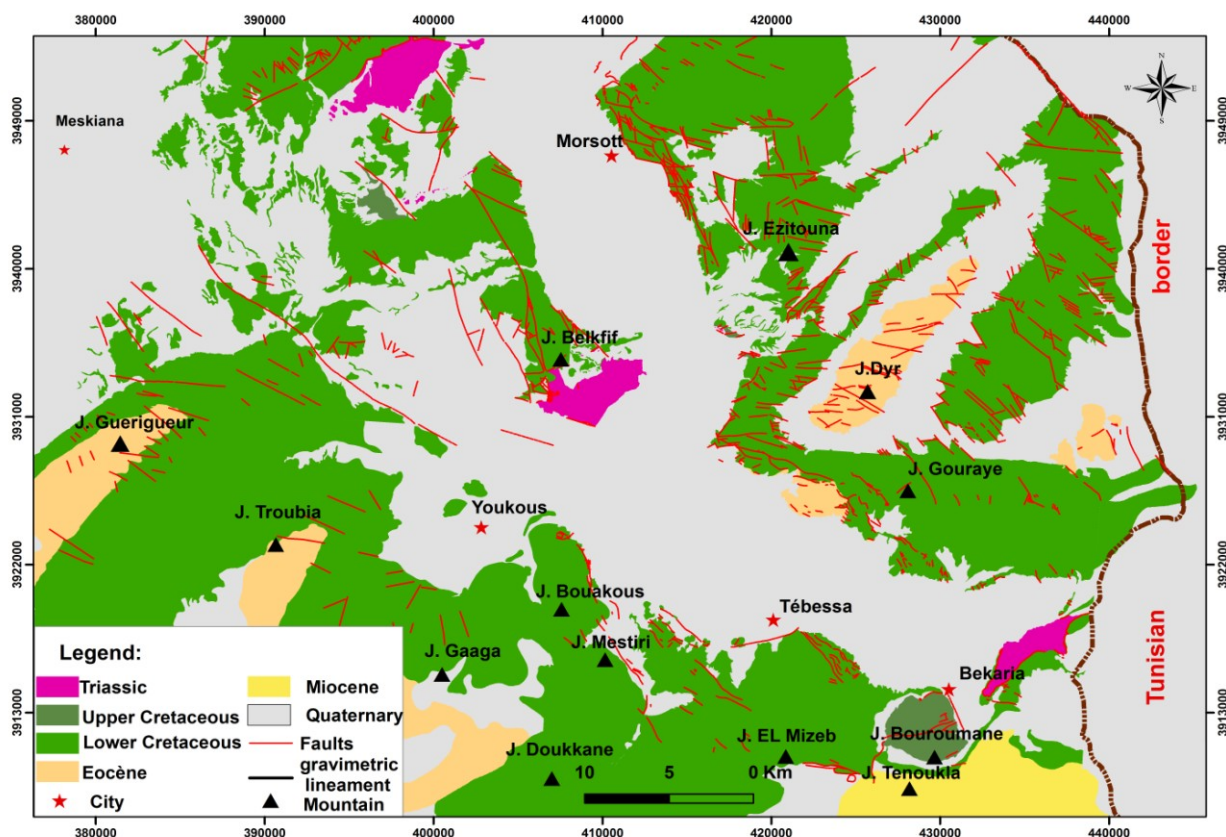 380000 390000 400000 410000 420000 430000 440000
3949000
3949000
Meskiana
Morsott
J. Ezitouna
3940000
3940000
border
J. Belkfif
J.Dyr
3931000
3931000
J. Guerigueur
J. Gouraye
J. Troubia
Youkous
3922000
3922000
J. Bouakous
Tébessa
J. Mestiri
J. Gaaga
Bekaria
Tunisian
3913000
3913000
J. Doukkane
J. EL Mizeb
J. Bouroumane
J. Tenoukla
10 5 0 Km
Legend:
Triassic
Upper Cretaceous
Lower Cretaceous
Eocène
City
Miocene
Quaternary
Faults
gravimetric
lineament
Mountain
N
W E
S
380000 390000 400000 410000 420000 430000 440000